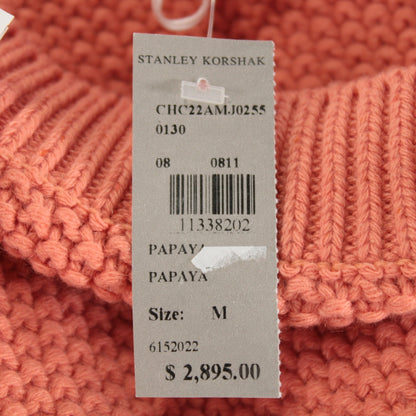 STANLEY KORSHAK
CHC22AMJ0255
0130
08 0811
11338202
PAPAYA
PAPAYA
Size: M
6152022
$ 2,895.00